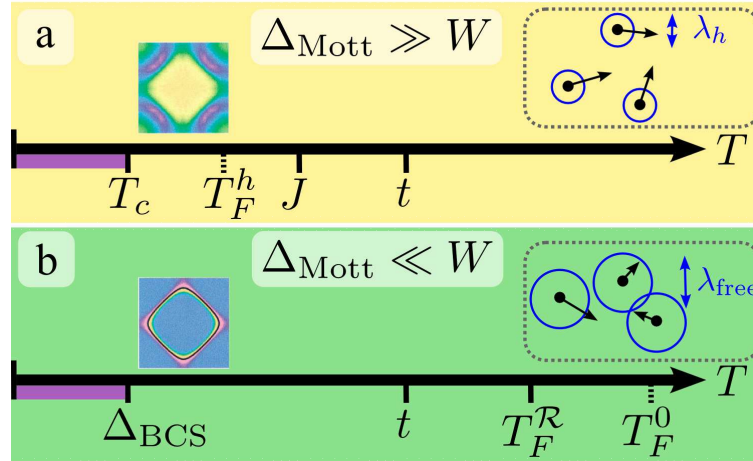 a
Δ_Mott ≫ W
λ_h
T_c
T_F^h
J
t
T
b
Δ_Mott ≪ W
λ_free
Δ_BCS
t
T_F^ℛ
T_F^0
T